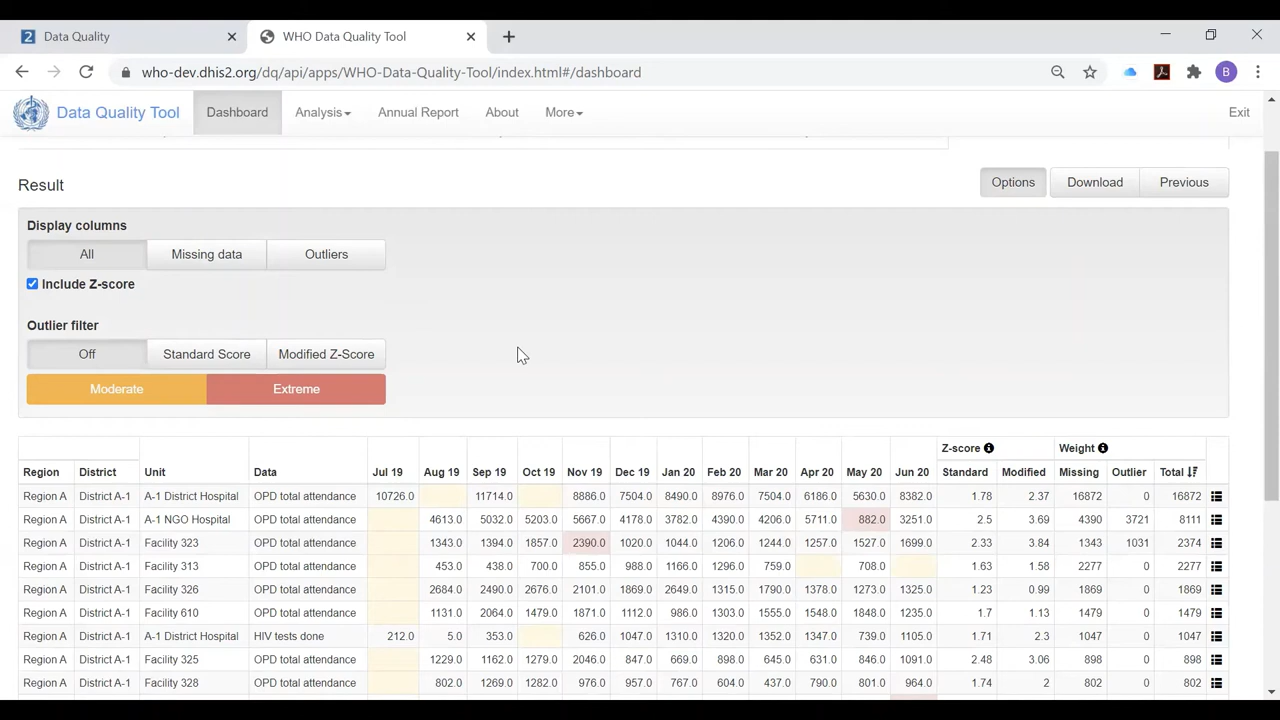 Data Quality
WHO Data Quality Tool
who-dev.dhis2.org/dq/api/apps/WHO-Data-Quality-Tool/index.html#/dashboard
B
Data Quality Tool Dashboard Analysis Annual Report About More Exit
Result Options Download Previous
Display columns
All Missing data Outliers
Include Z-score
Outlier filter
Off Standard Score Modified Z-Score
Moderate Extreme
Z-score Weight
Region District Unit Data Jul 19 Aug 19 Sep 19 Oct 19 Nov 19 Dec 19 Jan 20 Feb 20 Mar 20 Apr 20 May 20 Jun 20 Standard Modified Missing Outlier Total
Region A District A-1 A-1 District Hospital OPD total attendance 10726.0 11714.0 8886.0 7504.0 8490.0 8976.0 7504.0 6186.0 5630.0 8382.0 1.78 2.37 16872 0 16872
Region A District A-1 A-1 NGO Hospital OPD total attendance 4613.0 5032.0 5203.0 5667.0 4178.0 3782.0 4390.0 4206.0 5711.0 882.0 3251.0 2.5 3.69 4390 3721 8111
Region A District A-1 Facility 323 OPD total attendance 1343.0 1394.0 1857.0 2390.0 1020.0 1044.0 1206.0 1244.0 1257.0 1527.0 1699.0 2.33 3.84 1343 1031 2374
Region A District A-1 Facility 313 OPD total attendance 453.0 438.0 700.0 855.0 988.0 1166.0 1296.0 759.0 708.0 1.63 1.58 2277 0 2277
Region A District A-1 Facility 326 OPD total attendance 2684.0 2490.0 2676.0 2101.0 1869.0 2649.0 1315.0 1790.0 1378.0 1273.0 1325.0 1.23 0.99 1869 0 1869
Region A District A-1 Facility 610 OPD total attendance 1131.0 2064.0 1479.0 1871.0 1112.0 986.0 1303.0 1555.0 1548.0 1848.0 1235.0 1.7 1.13 1479 0 1479
Region A District A-1 A-1 District Hospital HIV tests done 212.0 5.0 353.0 626.0 1047.0 1310.0 1320.0 1352.0 1347.0 739.0 1105.0 1.71 2.3 1047 0 1047
Region A District A-1 Facility 325 OPD total attendance 1229.0 1162.0 1279.0 2046.0 847.0 669.0 898.0 645.0 631.0 846.0 1091.0 2.48 3.06 898 0 898
Region A District A-1 Facility 328 OPD total attendance 802.0 1269.0 1282.0 976.0 957.0 767.0 604.0 437.0 790.0 801.0 964.0 1.74 2 802 0 802